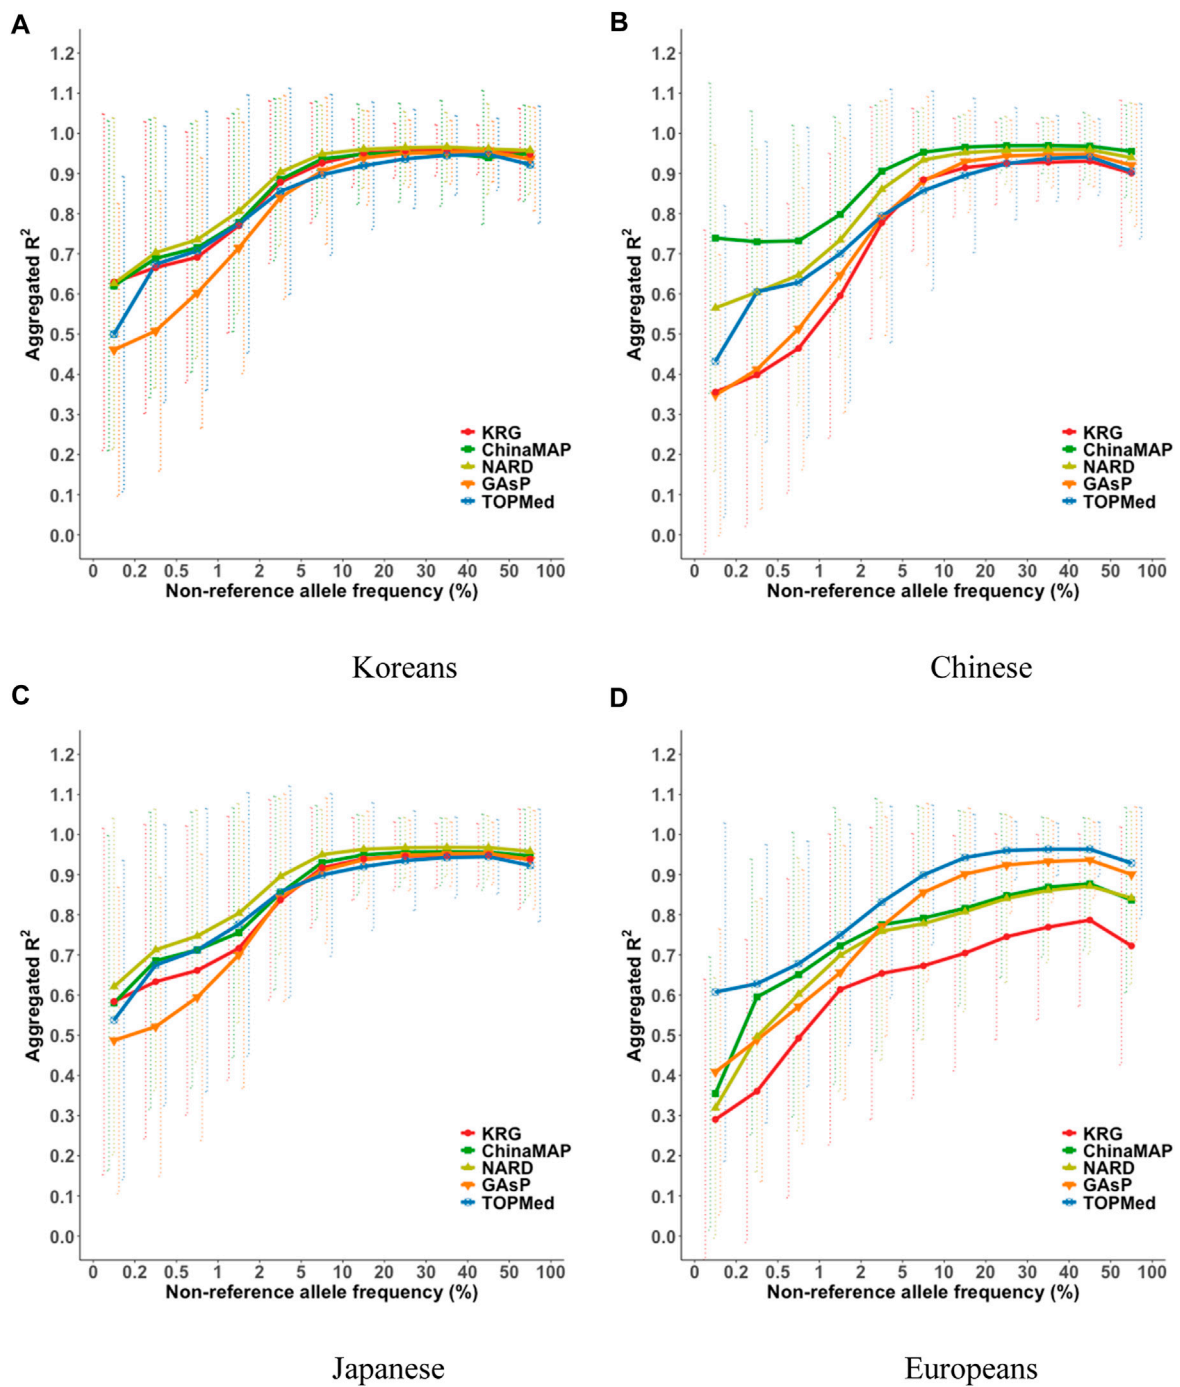 A
1.2
1.1
1.0
0.9
0.8
0.7
0.6
0.5
0.4
0.3
0.2
0.1
0.0
Aggregated R²
KRG
ChinaMAP
NARD
GAsP
TOPMed
0 0.2 0.5 1 2 5 10 20 30 40 50 100
Non-reference allele frequency (%)
Koreans
B
1.2
1.1
1.0
0.9
0.8
0.7
0.6
0.5
0.4
0.3
0.2
0.1
0.0
Aggregated R²
KRG
ChinaMAP
NARD
GAsP
TOPMed
0 0.2 0.5 1 2 5 10 20 30 40 50 100
Non-reference allele frequency (%)
Chinese
C
1.2
1.1
1.0
0.9
0.8
0.7
0.6
0.5
0.4
0.3
0.2
0.1
0.0
Aggregated R²
KRG
ChinaMAP
NARD
GAsP
TOPMed
0 0.2 0.5 1 2 5 10 20 30 40 50 100
Non-reference allele frequency (%)
Japanese
D
1.2
1.1
1.0
0.9
0.8
0.7
0.6
0.5
0.4
0.3
0.2
0.1
0.0
Aggregated R²
KRG
ChinaMAP
NARD
GAsP
TOPMed
0 0.2 0.5 1 2 5 10 20 30 40 50 100
Non-reference allele frequency (%)
Europeans